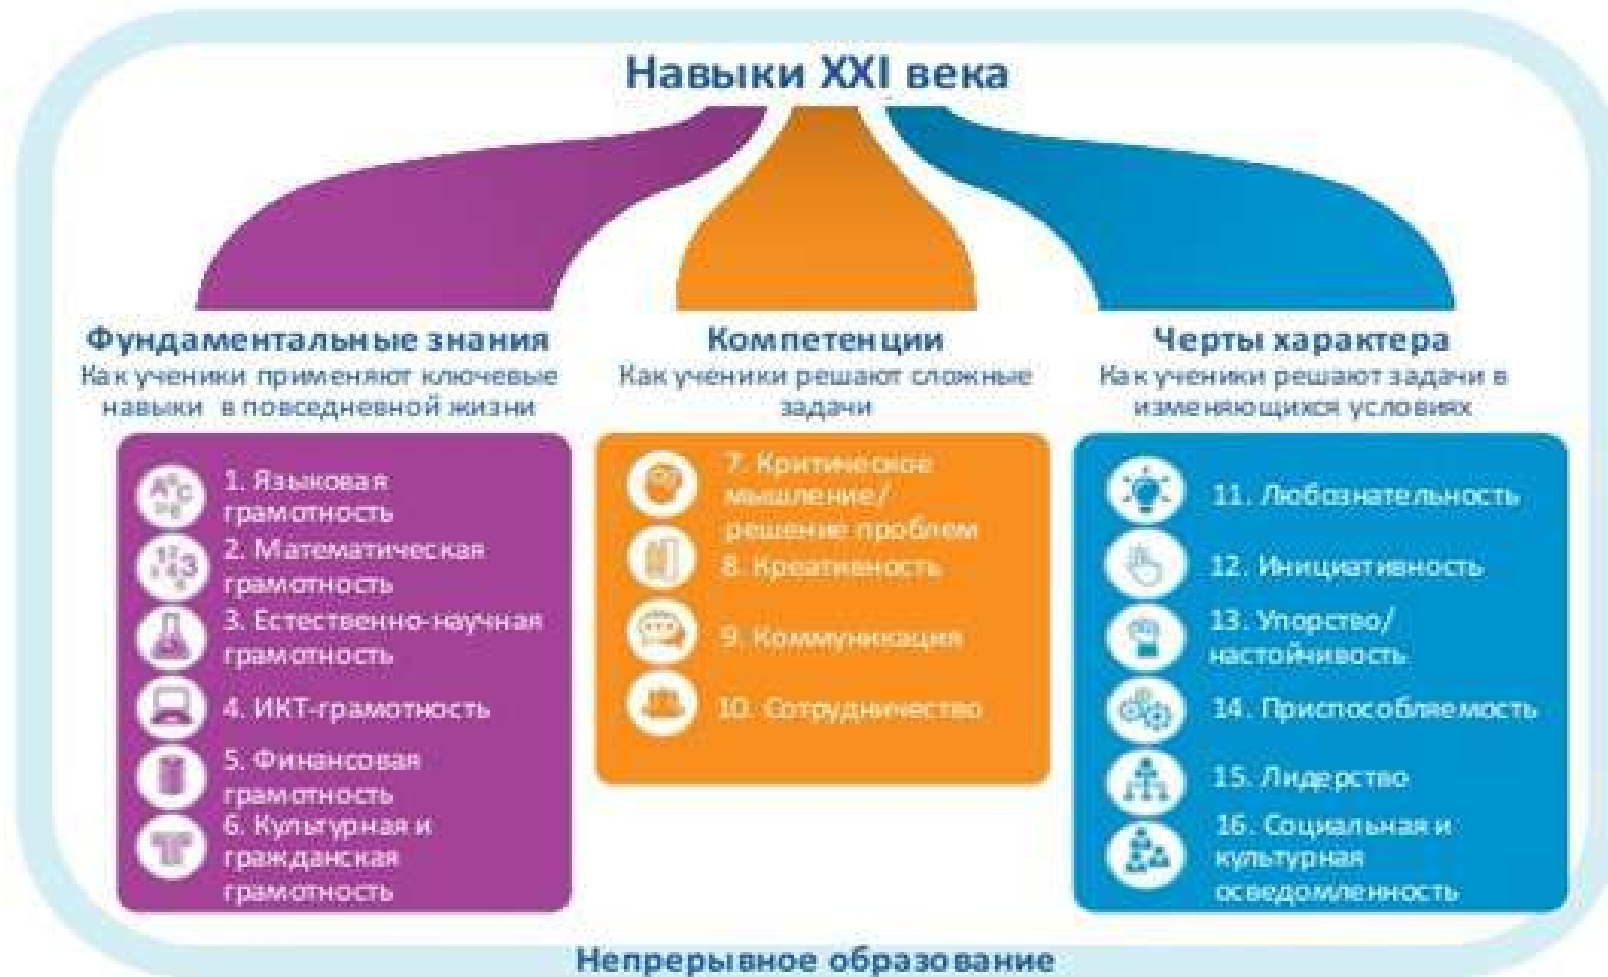 Навыки XXI века
Фундаментальные знания
Как ученики применяют ключевые
навыки в повседневной жизни
1. Языковая
грамотность
2. Математическая
грамотность
3. Естественно-научная
грамотность
4. ИКТ-грамотность
5. Финансовая
грамотность
6. Культурная и
гражданская
грамотность
Компетенции
Как ученики решают сложные
задачи
7. Критическое
мышление/
решение проблем
8. Креативность
9. Коммуникация
10. Сотрудничество
Черты характера
Как ученики решают задачи в
изменяющихся условиях
11. Любознательность
12. Инициативность
13. Упорство/
настойчивость
14. Приспособляемость
15. Лидерство
16. Социальная и
культурная
осведомленность
Непрерывное образование